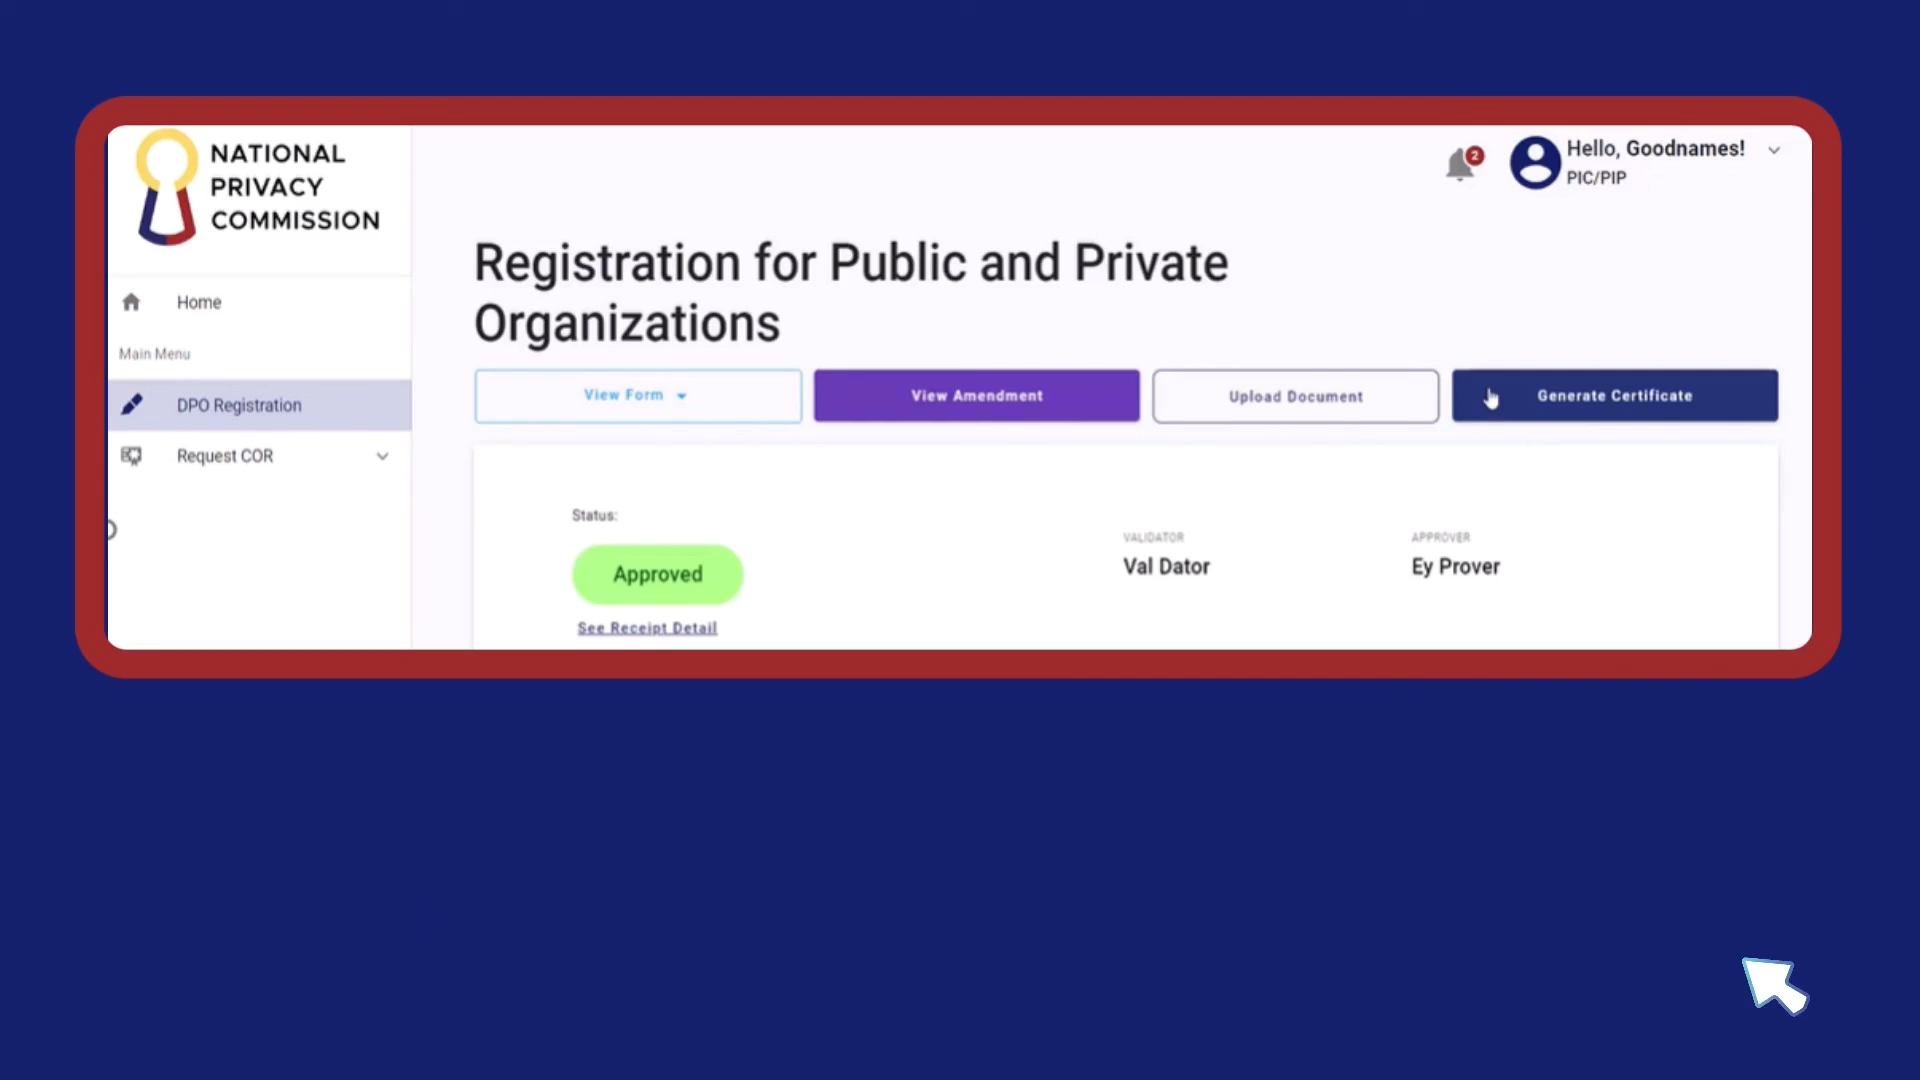 NATIONAL
PRIVACY
COMMISSION
2
Hello, Goodnames!
PIC/PIP
Home
Main Menu
DPO Registration
Request COR
Registration for Public and Private
Organizations
View Form
View Amendment
Upload Document
Generate Certificate
Status:
Approved
See Receipt Detail
VALIDATOR
Val Dator
APPROVER
Ey Prover